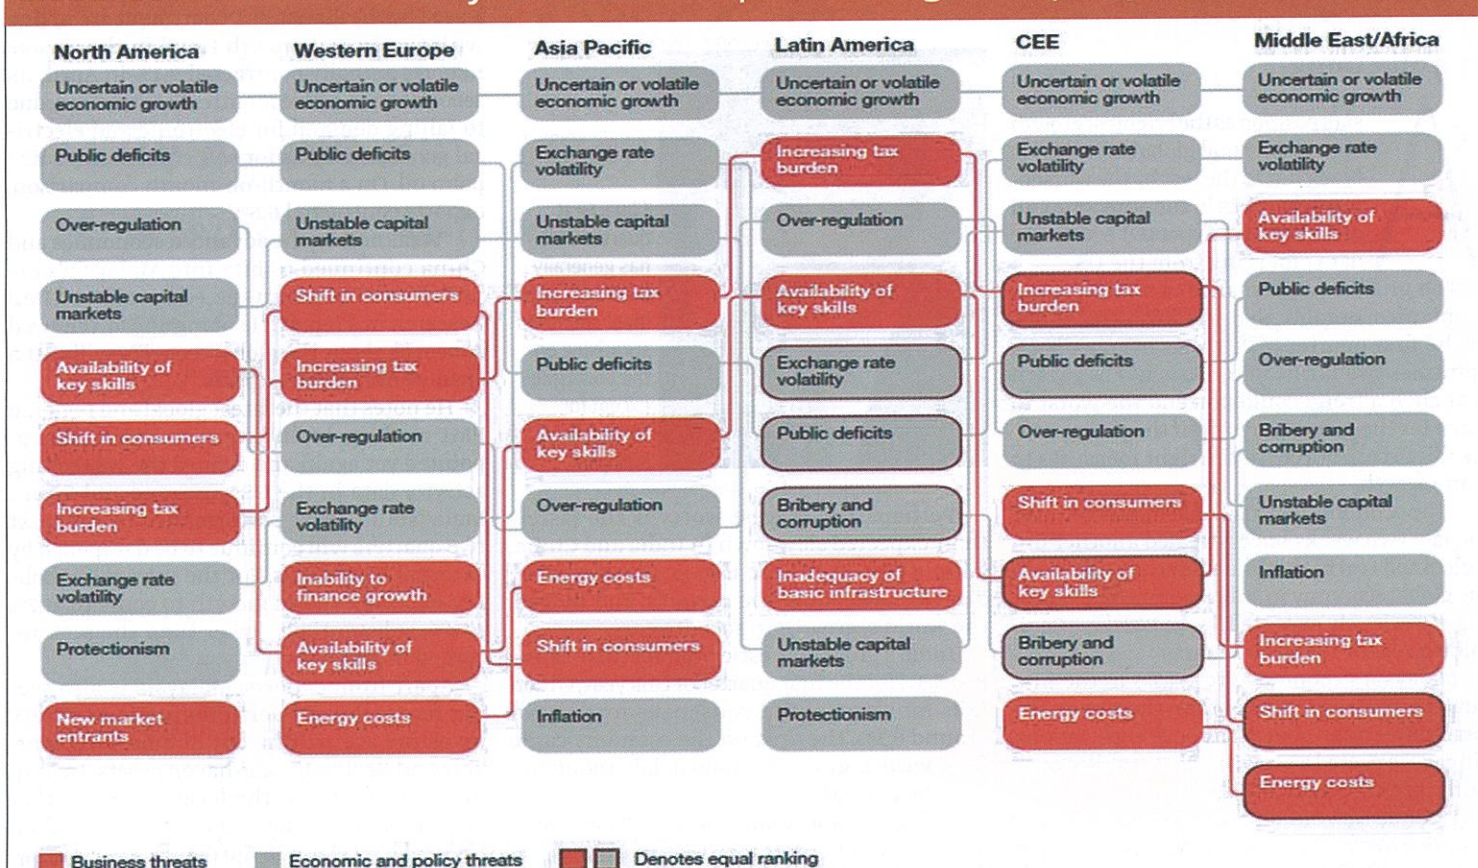 North America
Uncertain or volatile
economic growth
Public deficits
Over-regulation
Unstable capital
markets
Availability of
key skills
Shift in consumers
Increasing tax
burden
Exchange rate
volatility
Protectionism
New market
entrants
Western Europe
Uncertain or volatile
economic growth
Public deficits
Unstable capital
markets
Shift in consumers
Increasing tax
burden
Over-regulation
Exchange rate
volatility
Inability to
finance growth
Availability of
key skills
Energy costs
Asia Pacific
Uncertain or volatile
economic growth
Exchange rate
volatility
Unstable capital
markets
Increasing tax
burden
Public deficits
Availability of
key skills
Over-regulation
Energy costs
Shift in consumers
Inflation
Latin America
Uncertain or volatile
economic growth
Increasing tax
burden
Over-regulation
Availability of
key skills
Exchange rate
volatility
Public deficits
Bribery and
corruption
Inadequacy of
basic infrastructure
Unstable capital
markets
Protectionism
CEE
Uncertain or volatile
economic growth
Exchange rate
volatility
Unstable capital
markets
Increasing tax
burden
Public deficits
Over-regulation
Shift in consumers
Availability of
key skills
Bribery and
corruption
Energy costs
Middle East/Africa
Uncertain or volatile
economic growth
Exchange rate
volatility
Availability of
key skills
Public deficits
Over-regulation
Bribery and
corruption
Unstable capital
markets
Inflation
Increasing tax
burden
Shift in consumers
Energy costs
Business threats
Economic and policy threats
Denotes equal ranking